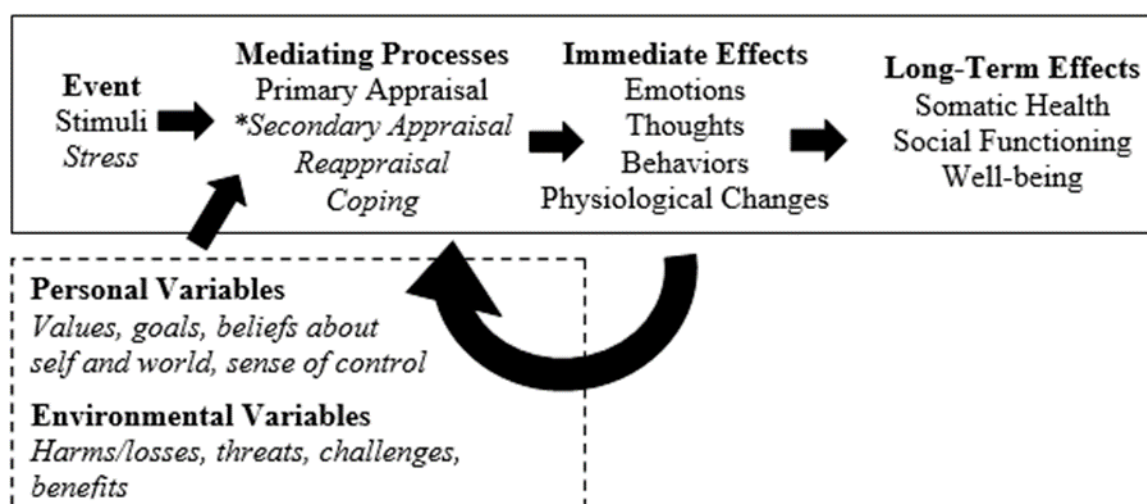 Event
Stimuli
Stress
Mediating Processes
Primary Appraisal
*Secondary Appraisal
Reappraisal
Coping
Immediate Effects
Emotions
Thoughts
Behaviors
Physiological Changes
Long-Term Effects
Somatic Health
Social Functioning
Well-being
Personal Variables
Values, goals, beliefs about
self and world, sense of control
Environmental Variables
Harms/losses, threats, challenges,
benefits